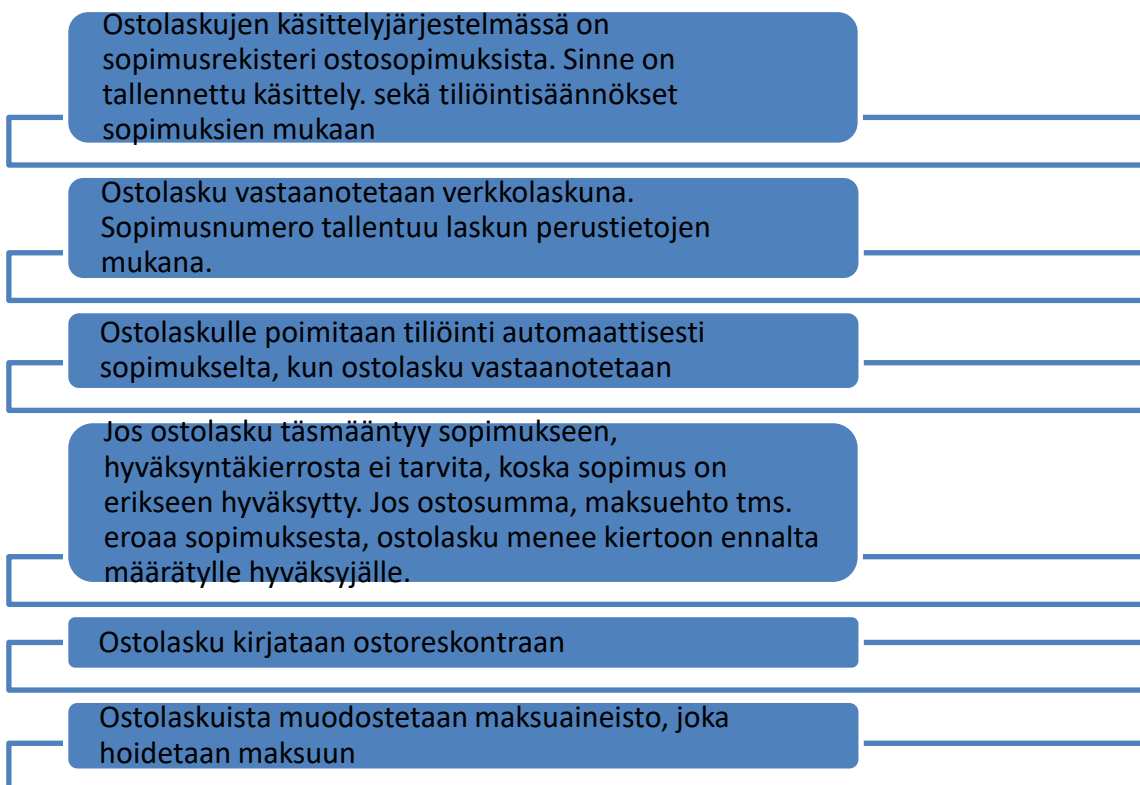 Ostolaskujen käsittelyjärjestelmässä on
sopimusrekisteri ostosopimuksista. Sinne on
tallennettu käsittely. sekä tiliöintisäännökset
sopimuksien mukaan
Ostolasku vastaanotetaan verkkolaskuna.
Sopimusnumero tallentuu laskun perustietojen
mukana.
Ostolaskulle poimitaan tiliöinti automaattisesti
sopimukselta, kun ostolasku vastaanotetaan
Jos ostolasku täsmääntyy sopimukseen,
hyväksyntäkierrosta ei tarvita, koska sopimus on
erikseen hyväksytty. Jos ostosumma, maksuehto tms.
eroaa sopimuksesta, ostolasku menee kiertoon ennalta
määrätylle hyväksyjälle.
Ostolasku kirjataan ostoreskontraan
Ostolaskuista muodostetaan maksuaineisto, joka
hoidetaan maksuun